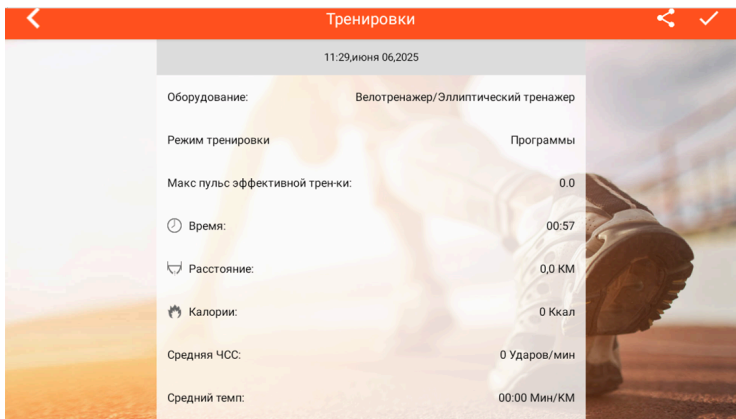 Тренировки
11:29,июня 06,2025
Оборудование: Велотренажер/Эллиптический тренажер
Режим тренировки Программы
Макс пульс эффективной трен-ки: 0.0
Время: 00:57
Расстояние: 0,0 KM
Калории: 0 Ккал
Средняя ЧСС: 0 Ударов/мин
Средний темп: 00:00 Мин/KM